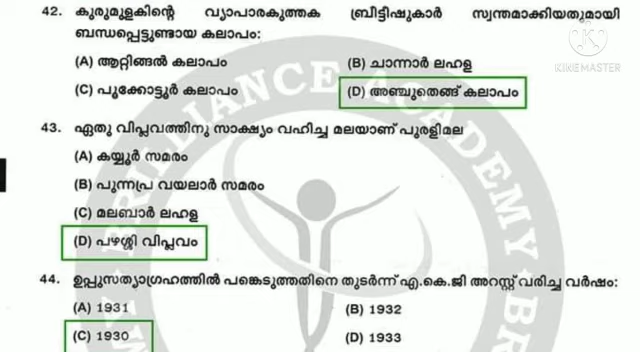 42. കുരുമുളകിന്റെ വ്യാപാരകുത്തക ബ്രിട്ടീഷുകാർ സ്വന്തമാക്കിയതുമായി
ബന്ധപ്പെട്ടുണ്ടായ കലാപം:
(A) ആറ്റിങ്ങൽ കലാപം (B) ചാന്നാർ ലഹള
(C) പൂക്കോട്ടൂർ കലാപം (D) അഞ്ചുതെങ്ങ് കലാപം
43. ഏതു വിപ്ലവത്തിനു സാക്ഷ്യം വഹിച്ച മലയാണ് പുരളിമല
(A) കയ്യൂർ സമരം
(B) പുന്നപ്ര വയലാർ സമരം
(C) മലബാർ ലഹള
(D) പഴശ്ശി വിപ്ലവം
44. ഉപ്പുസത്യാഗ്രഹത്തിൽ പങ്കെടുത്തതിനെ തുടർന്ന് എ.കെ.ജി അറസ്റ്റ് വരിച്ച വർഷം:
(A) 1931 (B) 1932
(C) 1930 (D) 1933
KINEMASTER
BRILLIANCE ACADEMY